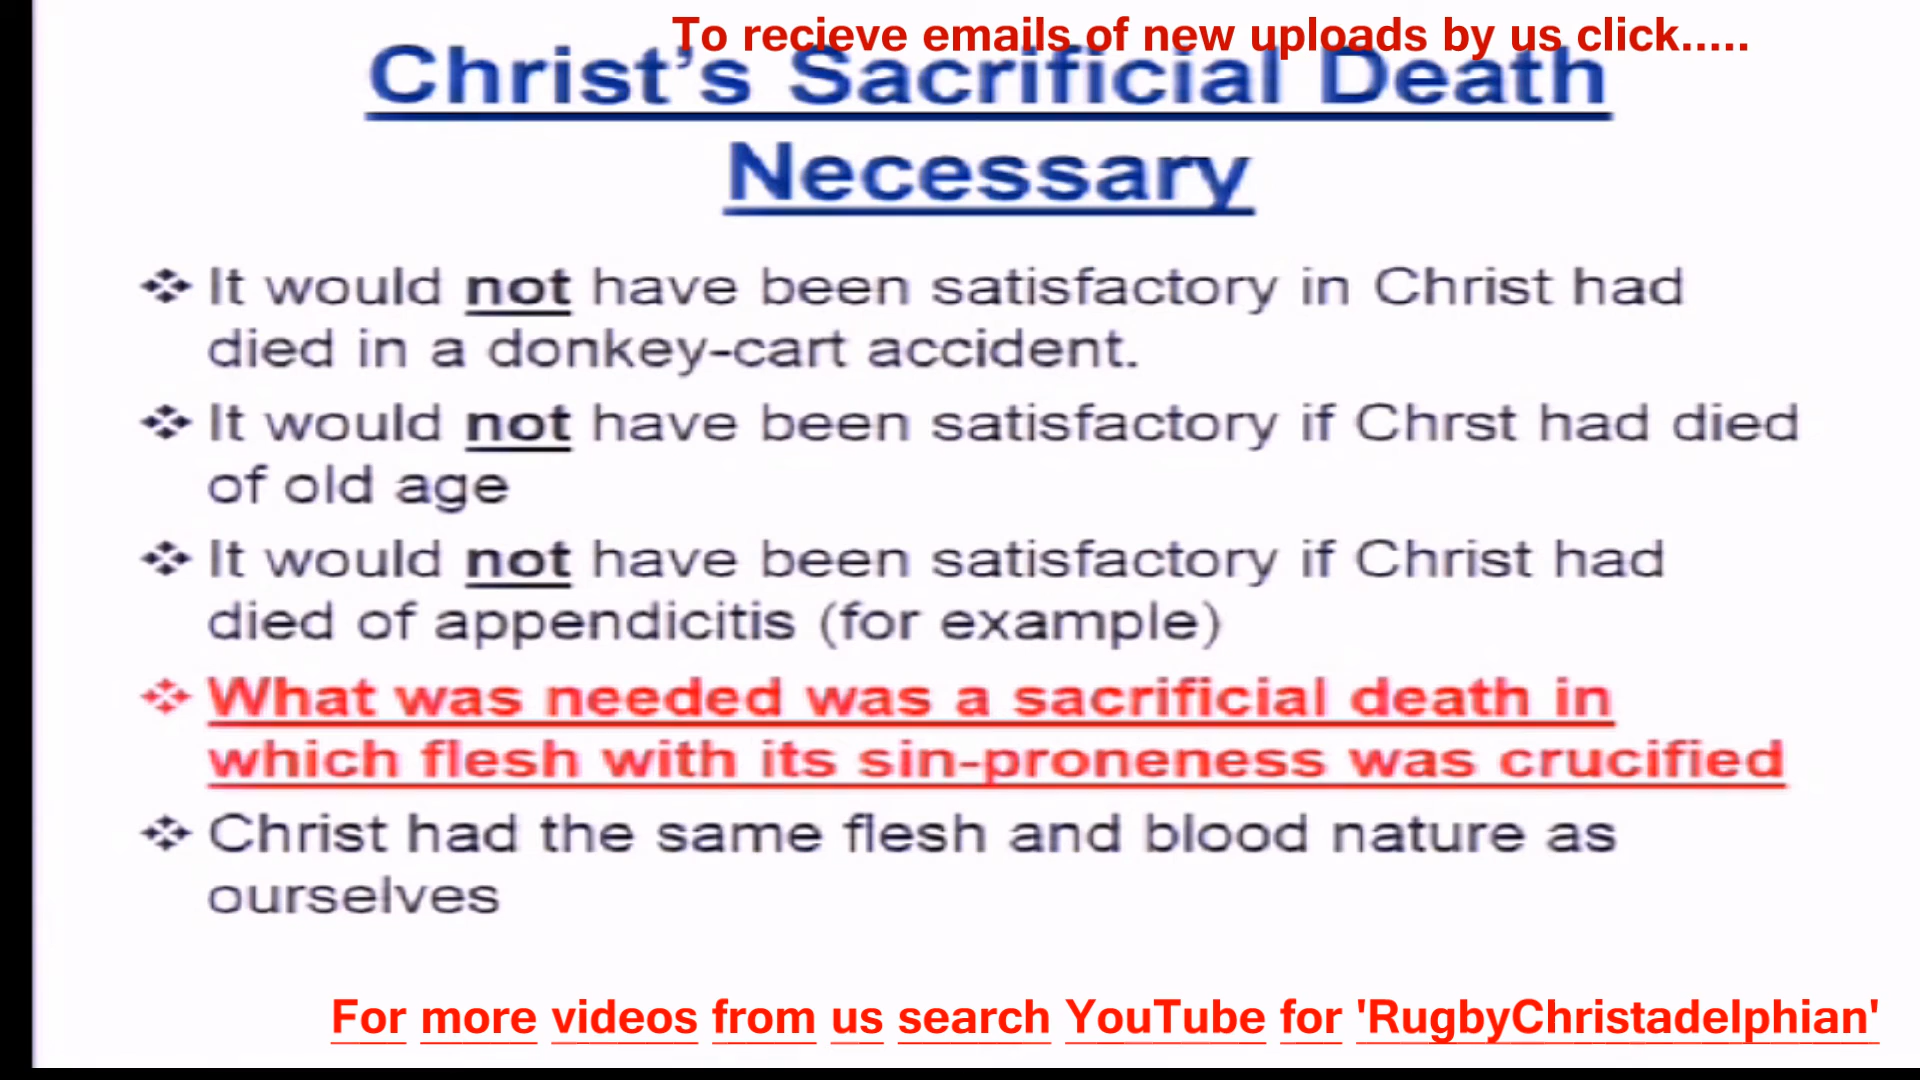 To recieve emails of new uploads by us click.....
Christ's Sacrificial Death
Necessary
❖ It would not have been satisfactory in Christ had
died in a donkey-cart accident.
❖ It would not have been satisfactory if Chrst had died
of old age
❖ It would not have been satisfactory if Christ had
died of appendicitis (for example)
❖ What was needed was a sacrificial death in
which flesh with its sin-proneness was crucified
❖ Christ had the same flesh and blood nature as
ourselves
For more videos from us search YouTube for 'RugbyChristadelphian'